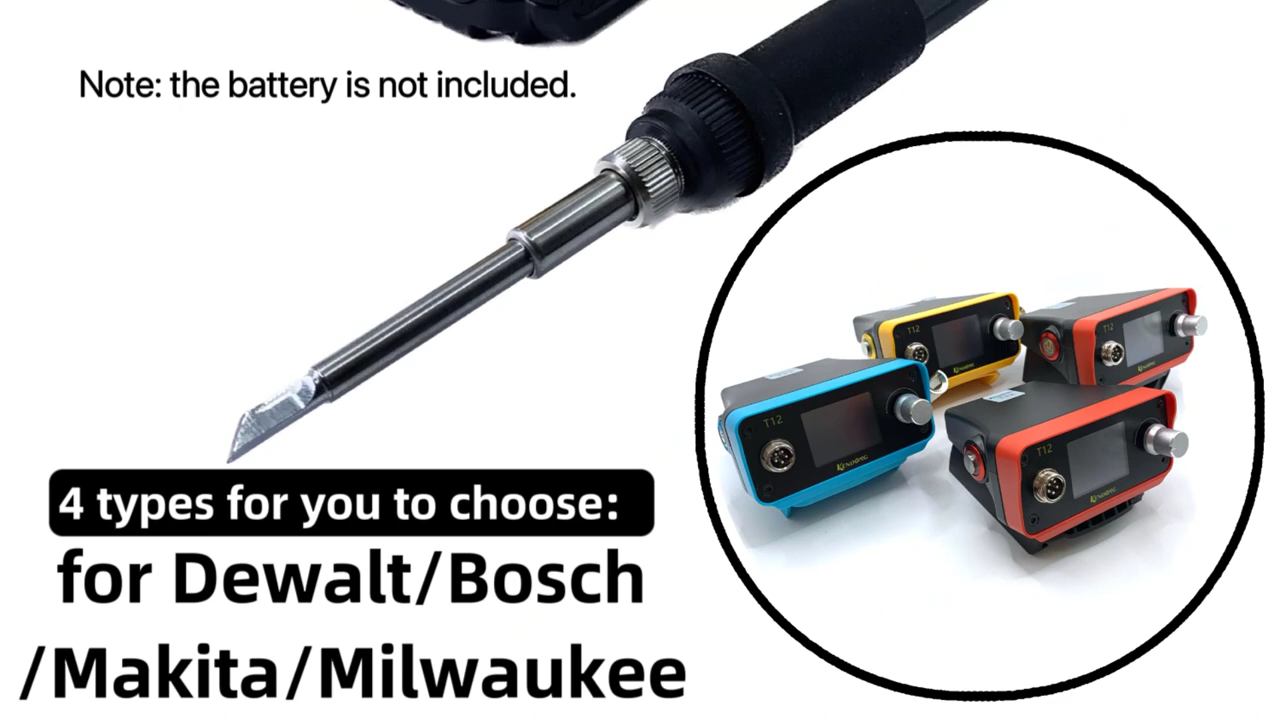 Note: the battery is not included.
4 types for you to choose:
for Dewalt/Bosch
/Makita/Milwaukee
T12
T12
T12
T12